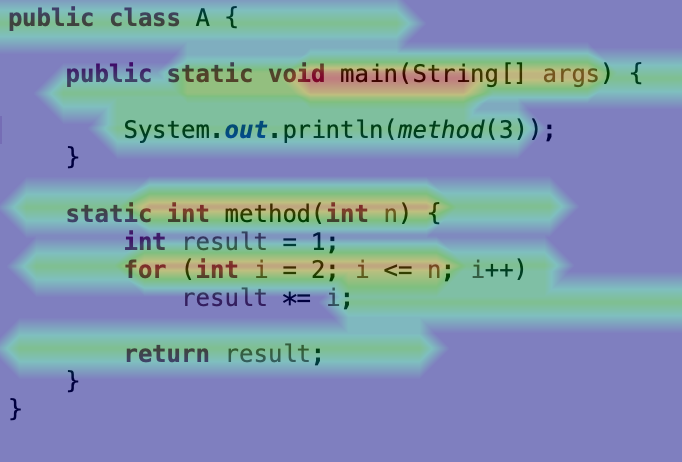 public class A {
    public static void main(String[] args) {
        System.out.println(method(3));
    }
    static int method(int n) {
        int result = 1;
        for (int i = 2; i <= n; i++)
            result *= i;
        return result;
    }
}